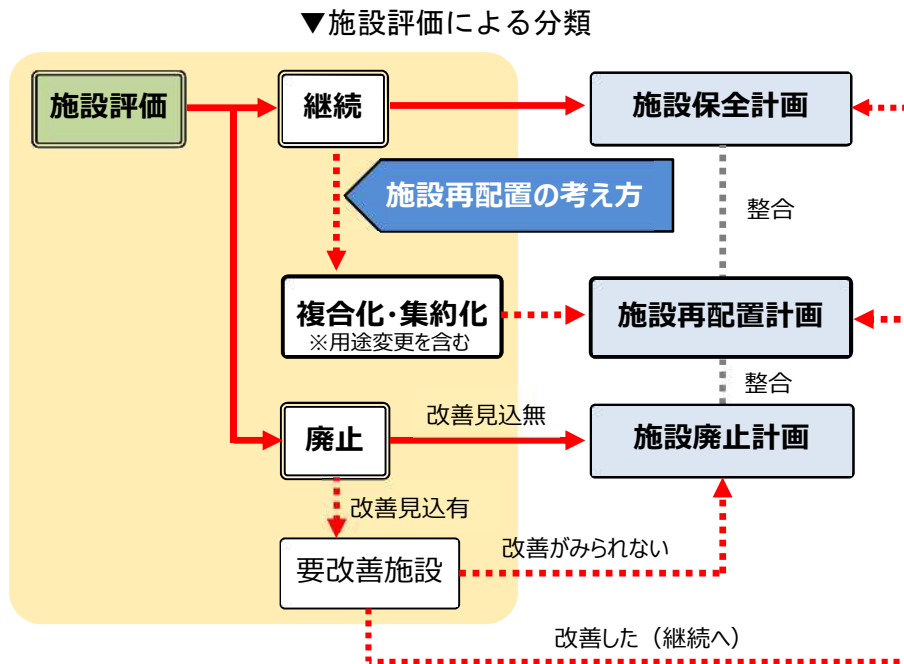 ▼施設評価による分類
施設評価
継続
施設保全計画
施設再配置の考え方
整合
複合化・集約化
※用途変更を含む
施設再配置計画
整合
廃止
改善見込無
施設廃止計画
改善見込有
要改善施設
改善がみられない
改善した（継続へ）